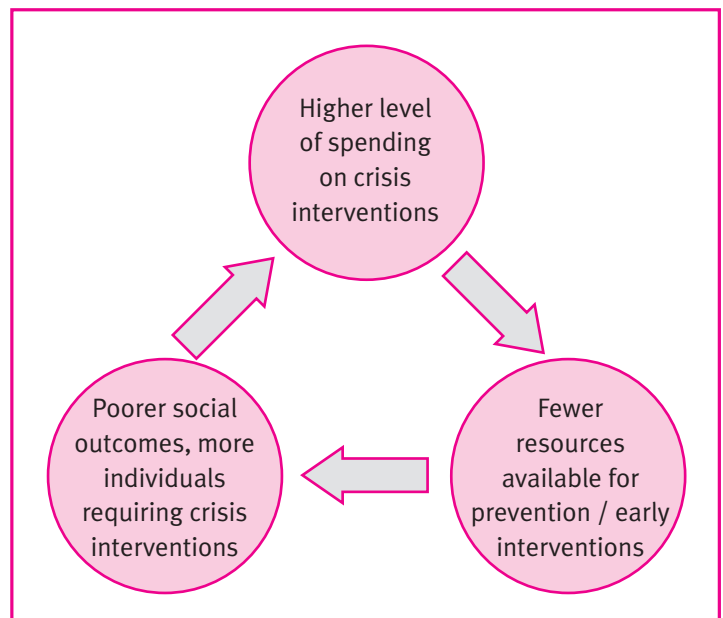 Higher level
of spending
on crisis
interventions
Fewer
resources
available for
prevention / early
interventions
Poorer social
outcomes, more
individuals
requiring crisis
interventions